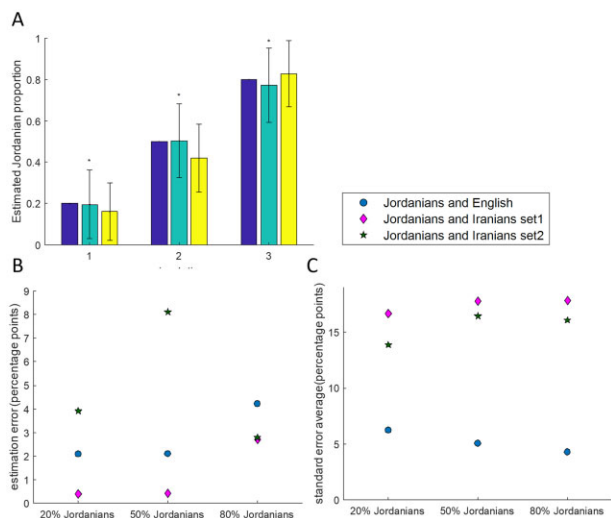 A
Estimated Jordanian proportion
1
0.8
0.6
0.4
0.2
0
*
*
*
1
2
3
Jordanians and English
Jordanians and Iranians set1
Jordanians and Iranians set2
B
estimation error (percentage points)
9
8
7
6
5
4
3
2
1
0
20% Jordanians
50% Jordanians
80% Jordanians
C
standard error average(percentage points)
15
10
5
0
20% Jordanians
50% Jordanians
80% Jordanians